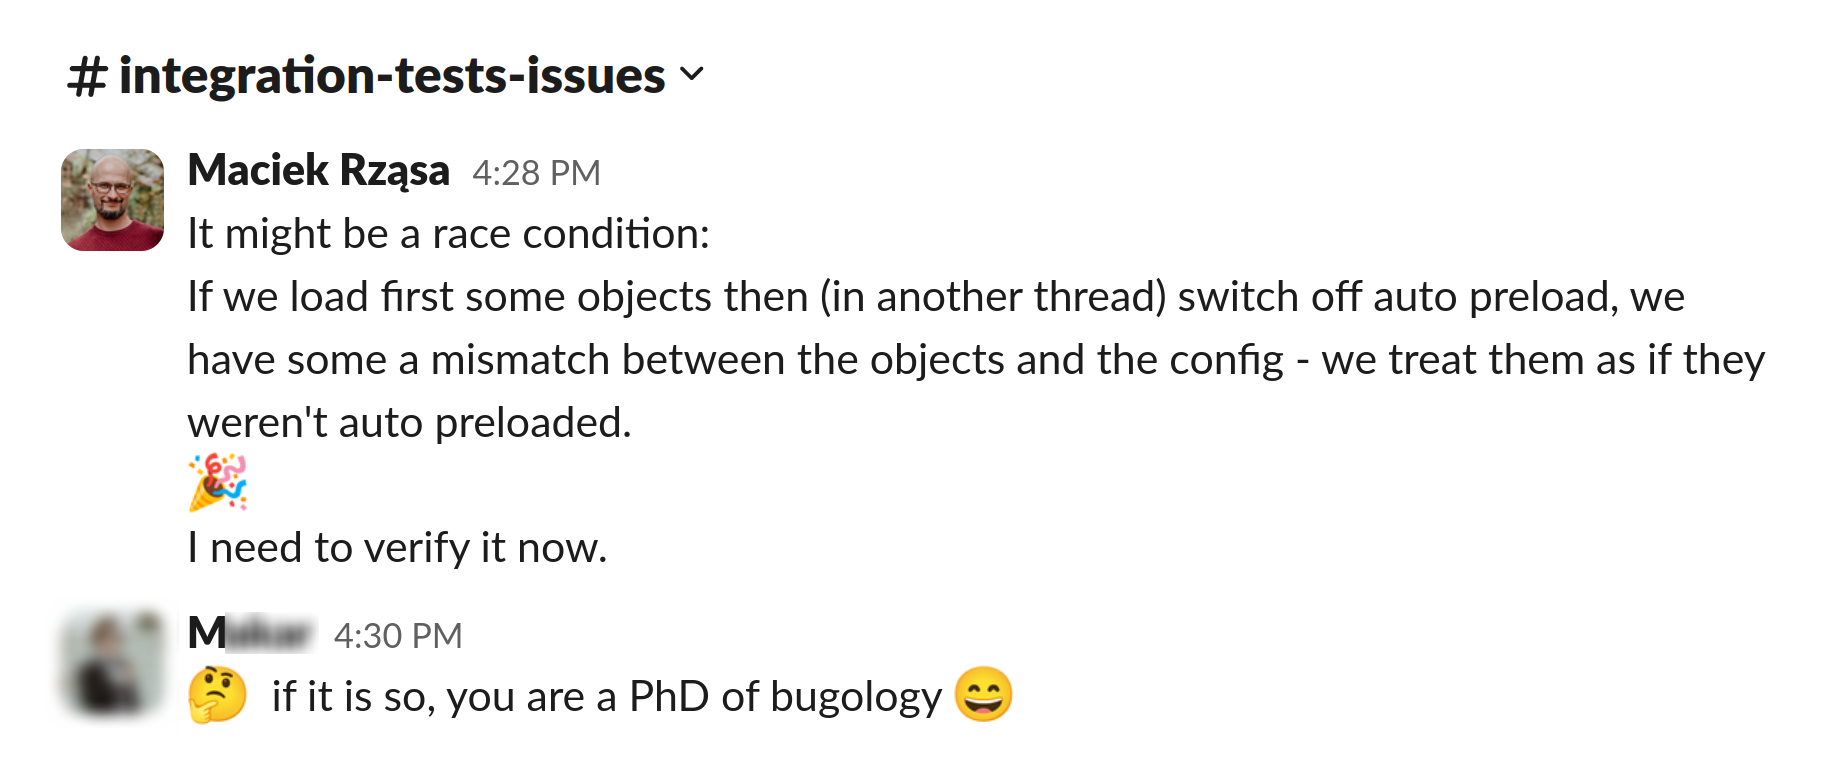 # integration-tests-issues
Maciek Rząsa 4:28 PM
It might be a race condition:
If we load first some objects then (in another thread) switch off auto preload, we
have some a mismatch between the objects and the config - we treat them as if they
weren't auto preloaded.
🎉
I need to verify it now.
M 4:30 PM
🤔 if it is so, you are a PhD of bugology 😄